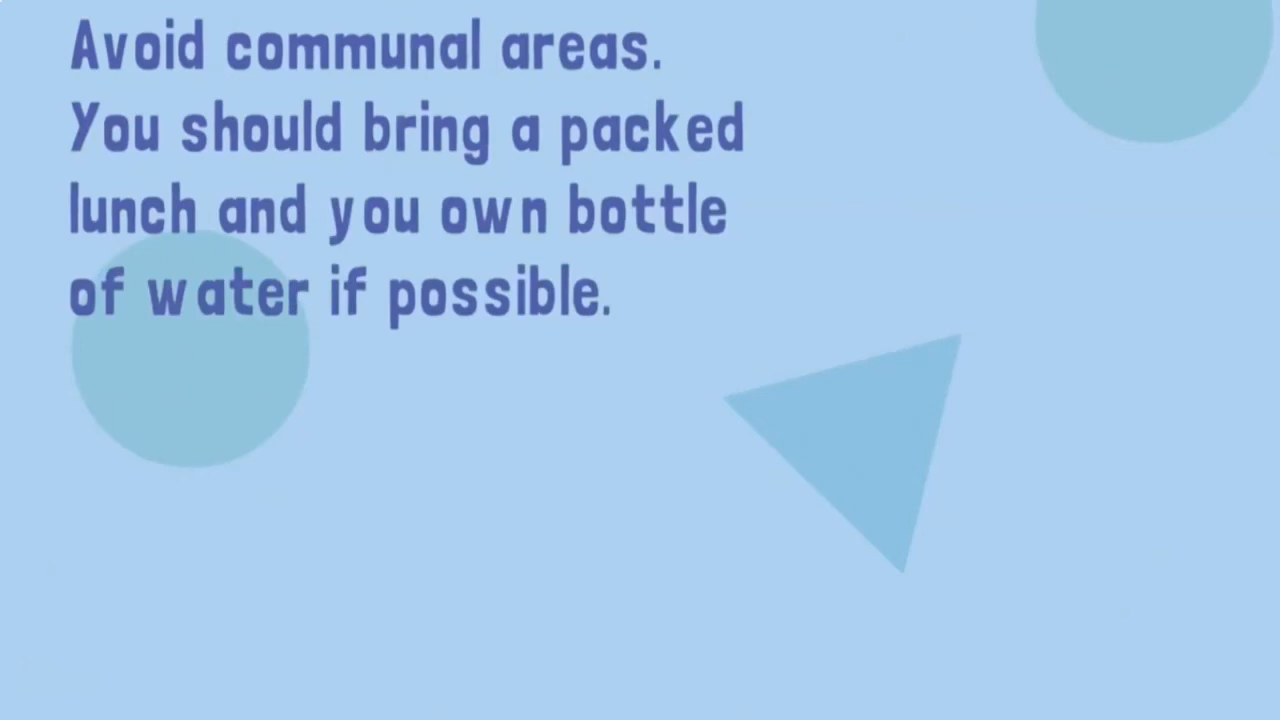 Avoid communal areas.
You should bring a packed
lunch and you own bottle
of water if possible.